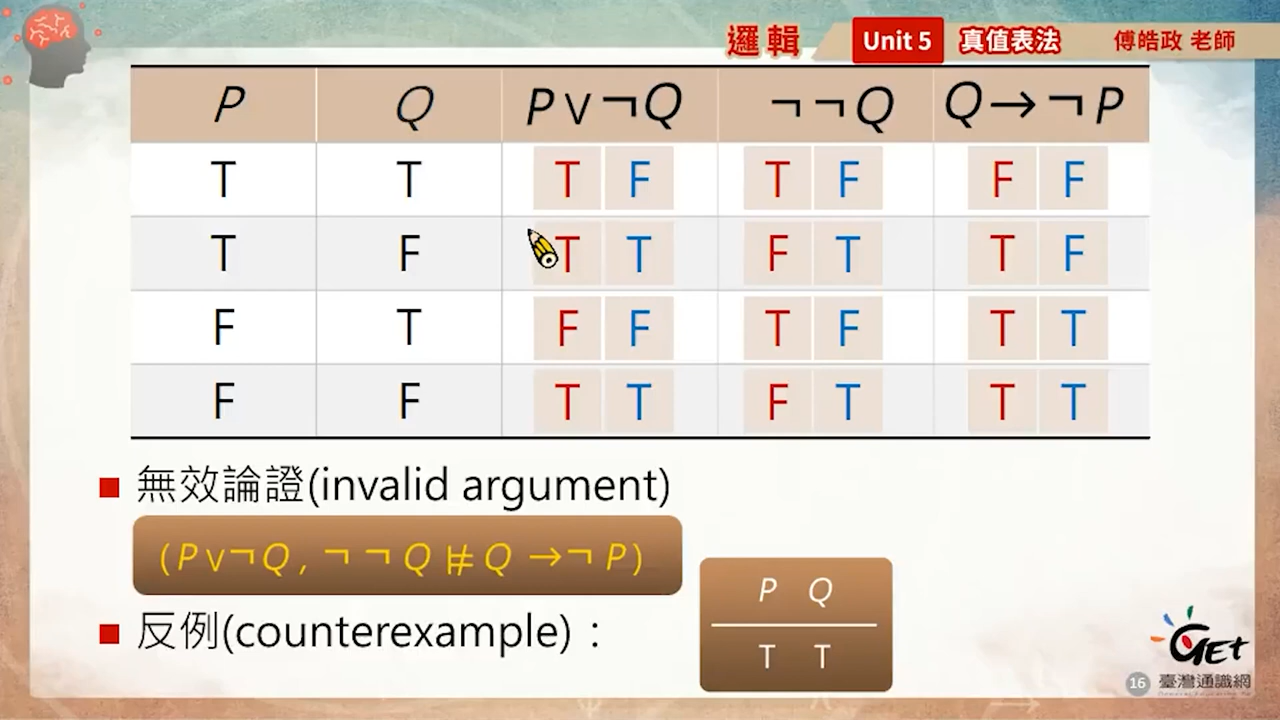 邏輯 Unit 5 真值表法 傅皓政 老師
P Q P∨¬Q ¬¬Q Q→¬P
T T T F T F F F
T F T T F T T F
F T F F T F T T
F F T T F T T T
無效論證(invalid argument)
(P∨¬Q, ¬¬Q ⊭ Q→¬P)
反例(counterexample)：
P Q
T T
GET
16 臺灣通識網